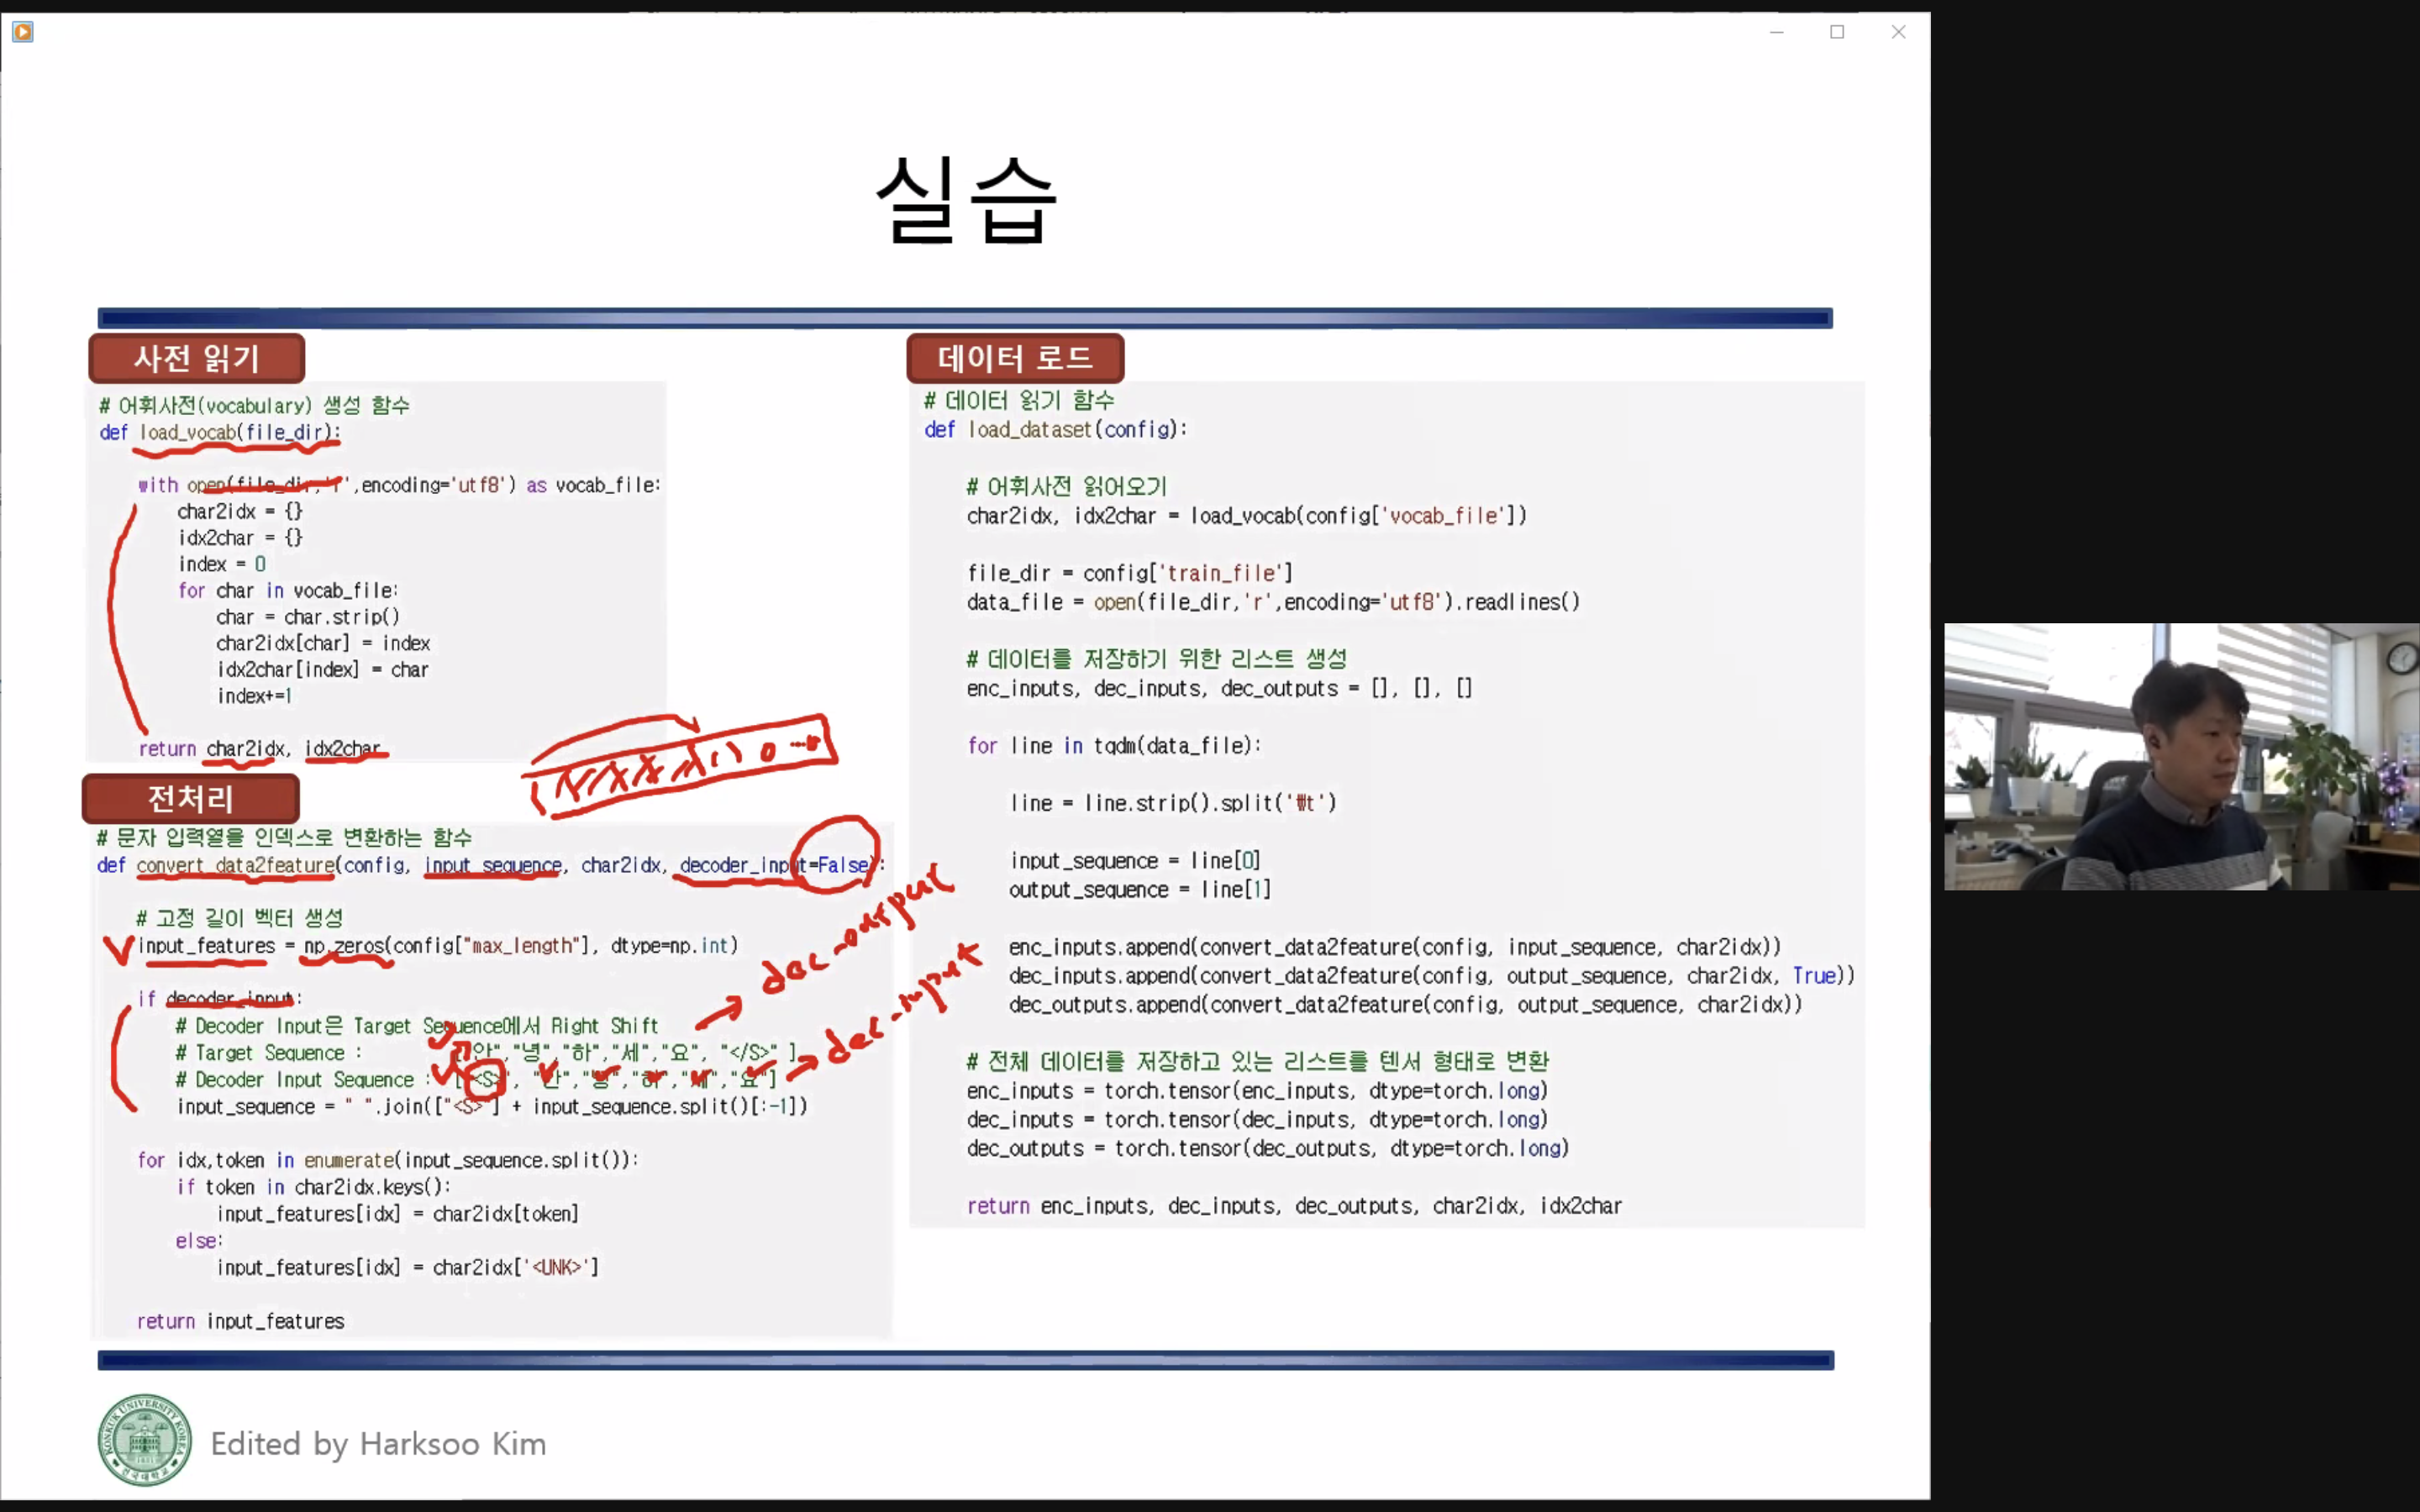 실습
사전 읽기
# 어휘사전(vocabulary) 생성 함수
def load_vocab(file_dir):
with open(file_dir,'r',encoding='utf8') as vocab_file:
char2idx = {}
idx2char = {}
index = 0
for char in vocab_file:
char = char.strip()
char2idx[char] = index
idx2char[index] = char
index+=1
return char2idx, idx2char
전처리
# 문자 입력열을 인덱스로 변환하는 함수
def convert_data2feature(config, input_sequence, char2idx, decoder_input=False):
# 고정 길이 벡터 생성
input_features = np.zeros(config["max_length"], dtype=np.int)
if decoder_input:
# Decoder Input은 Target Sequence에서 Right Shift
# Target Sequence : ["안","녕","하","세","요", "</S>" ]
# Decoder Input Sequence : ["<S>", "안","녕","하","세","요"]
input_sequence = " ".join(["<S>"] + input_sequence.split()[:-1])
for idx,token in enumerate(input_sequence.split()):
if token in char2idx.keys():
input_features[idx] = char2idx[token]
else:
input_features[idx] = char2idx['<UNK>']
return input_features
dec-output
dec-input
데이터 로드
# 데이터 읽기 함수
def load_dataset(config):
# 어휘사전 읽어오기
char2idx, idx2char = load_vocab(config['vocab_file'])
file_dir = config['train_file']
data_file = open(file_dir,'r',encoding='utf8').readlines()
# 데이터를 저장하기 위한 리스트 생성
enc_inputs, dec_inputs, dec_outputs = [], [], []
for line in tqdm(data_file):
line = line.strip().split('₩t')
input_sequence = line[0]
output_sequence = line[1]
enc_inputs.append(convert_data2feature(config, input_sequence, char2idx))
dec_inputs.append(convert_data2feature(config, output_sequence, char2idx, True))
dec_outputs.append(convert_data2feature(config, output_sequence, char2idx))
# 전체 데이터를 저장하고 있는 리스트를 텐서 형태로 변환
enc_inputs = torch.tensor(enc_inputs, dtype=torch.long)
dec_inputs = torch.tensor(dec_inputs, dtype=torch.long)
dec_outputs = torch.tensor(dec_outputs, dtype=torch.long)
return enc_inputs, dec_inputs, dec_outputs, char2idx, idx2char
KONKUK UNIVERSITY KOREA
건국대학교
Edited by Harksoo Kim